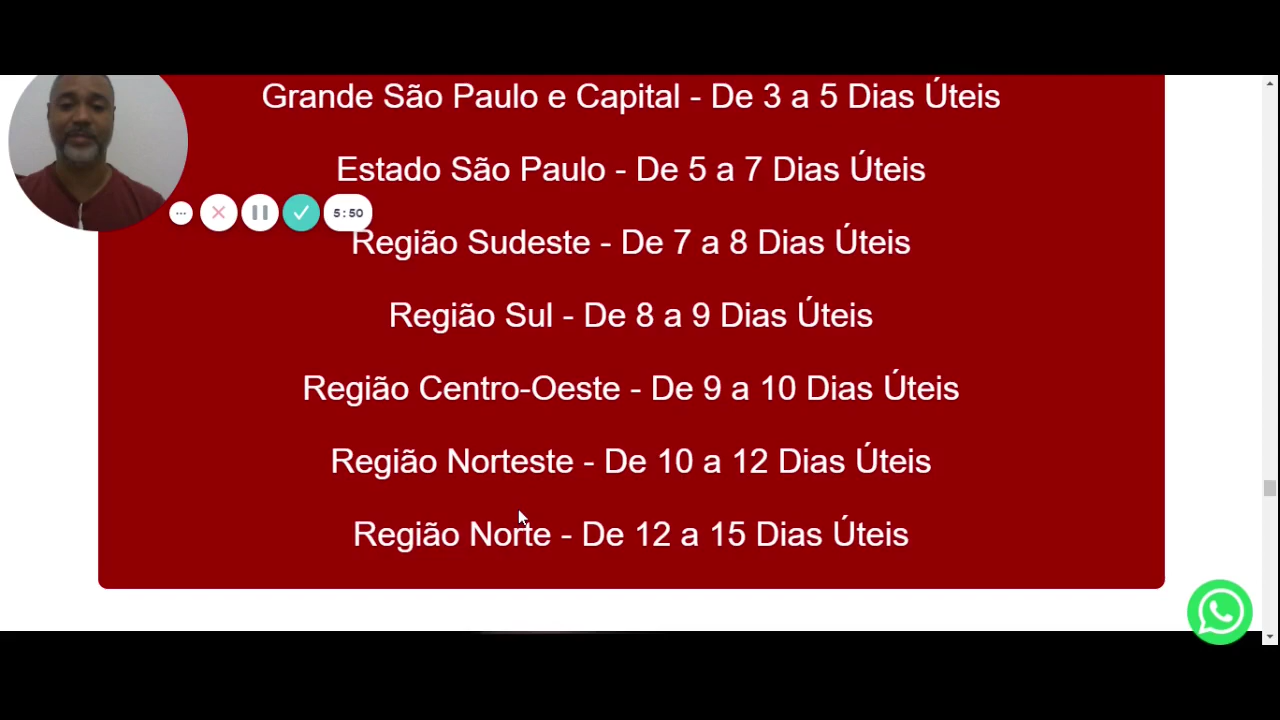 Grande São Paulo e Capital - De 3 a 5 Dias Úteis
Estado São Paulo - De 5 a 7 Dias Úteis
5:50
Região Sudeste - De 7 a 8 Dias Úteis
Região Sul - De 8 a 9 Dias Úteis
Região Centro-Oeste - De 9 a 10 Dias Úteis
Região Norteste - De 10 a 12 Dias Úteis
Região Norte - De 12 a 15 Dias Úteis